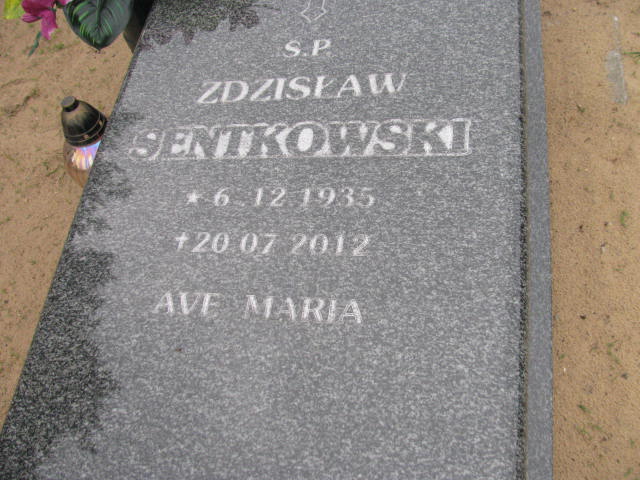 S.P.
ZDZISŁAW
SENTKOWSKI
★ 6.12 1935
✝ 20 07 2012
AVE MARIA